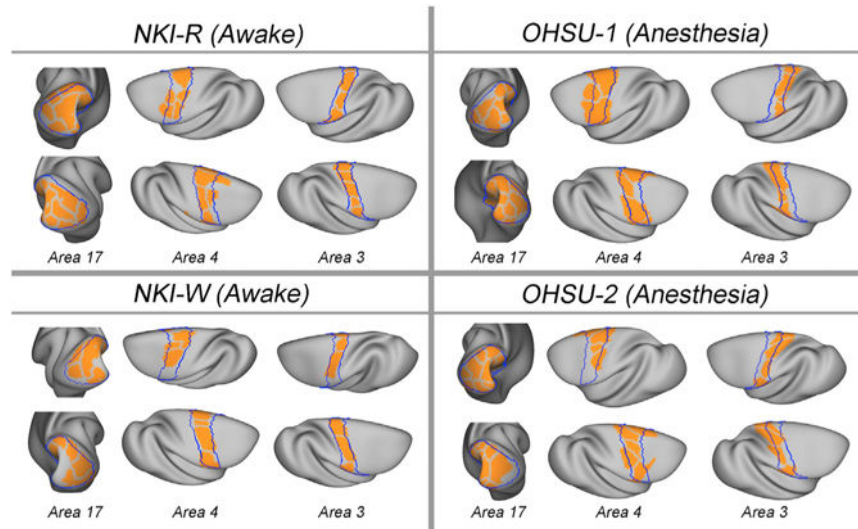 NKI-R (Awake)
OHSU-1 (Anesthesia)
Area 17
Area 4
Area 3
Area 17
Area 4
Area 3
NKI-W (Awake)
OHSU-2 (Anesthesia)
Area 17
Area 4
Area 3
Area 17
Area 4
Area 3